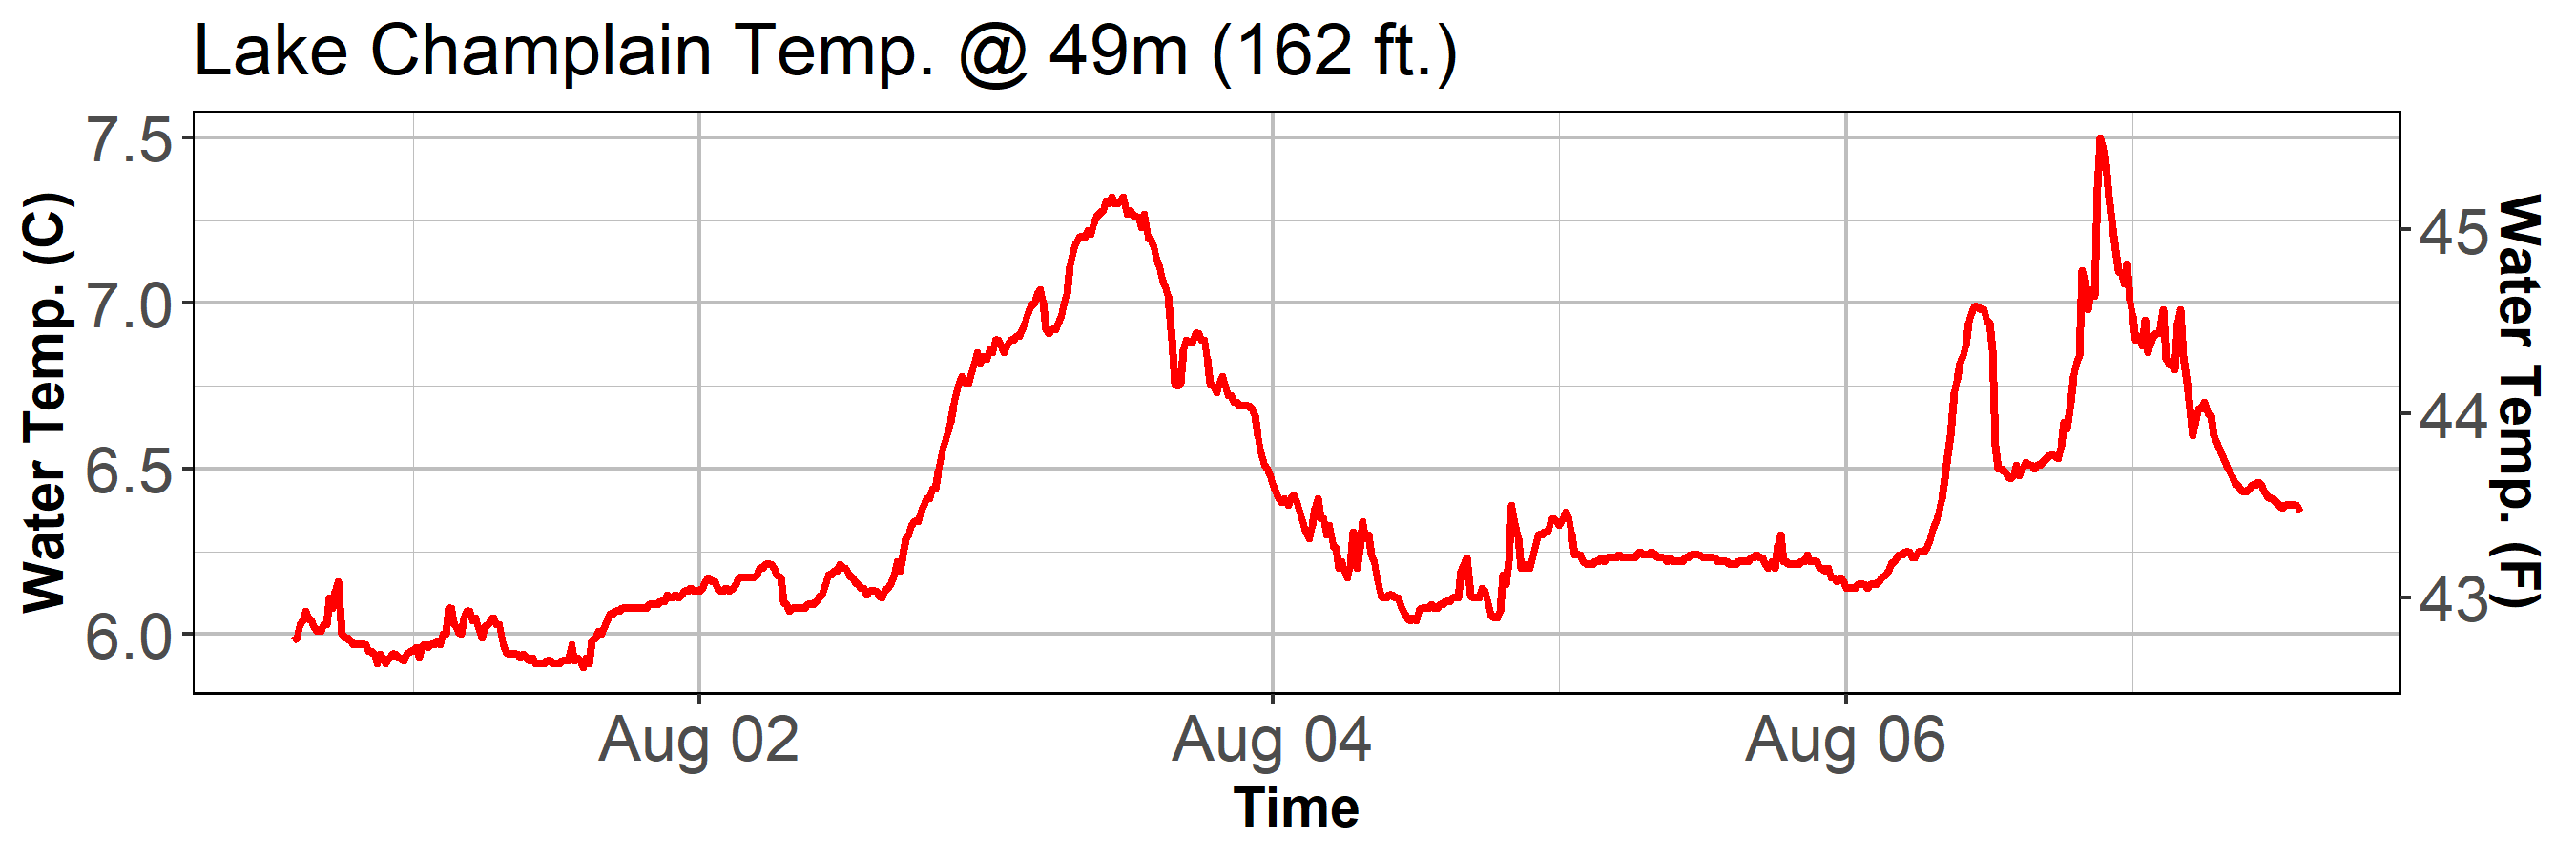 Lake Champlain Temp. @ 49m (162 ft.)
Water Temp. (C)
7.5
7.0
6.5
6.0
45
44
43
Water Temp. (F)
Aug 02 Aug 04 Aug 06
Time